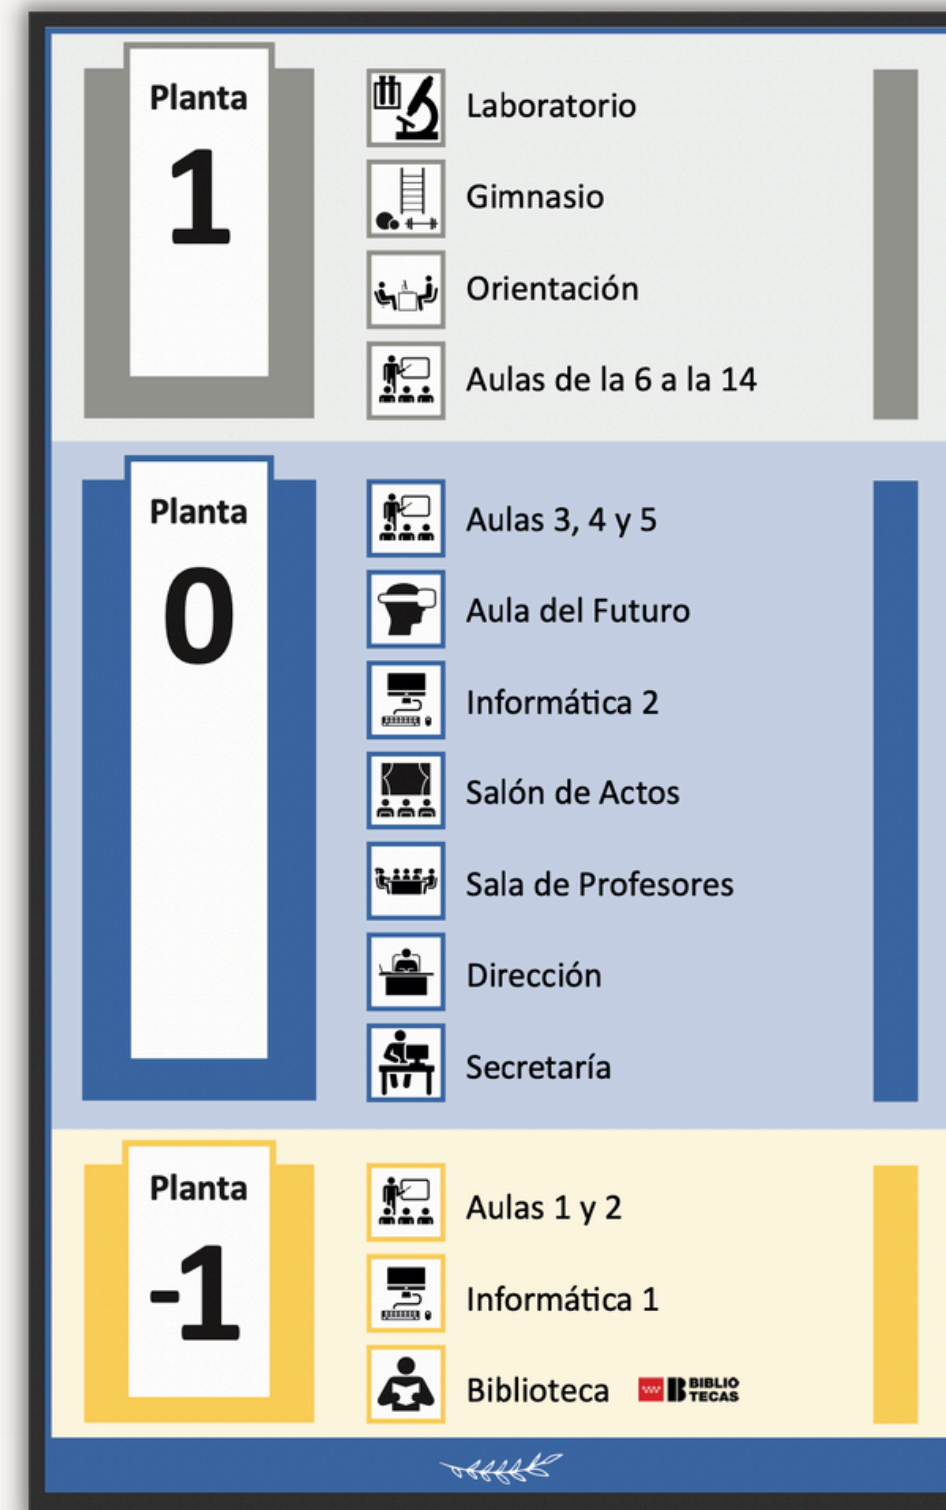 Planta
1
Laboratorio
Gimnasio
Orientación
Aulas de la 6 a la 14
Planta
0
Aulas 3, 4 y 5
Aula del Futuro
Informática 2
Salón de Actos
Sala de Profesores
Dirección
Secretaría
Planta
-1
Aulas 1 y 2
Informática 1
Biblioteca
BIBLIO
TECAS